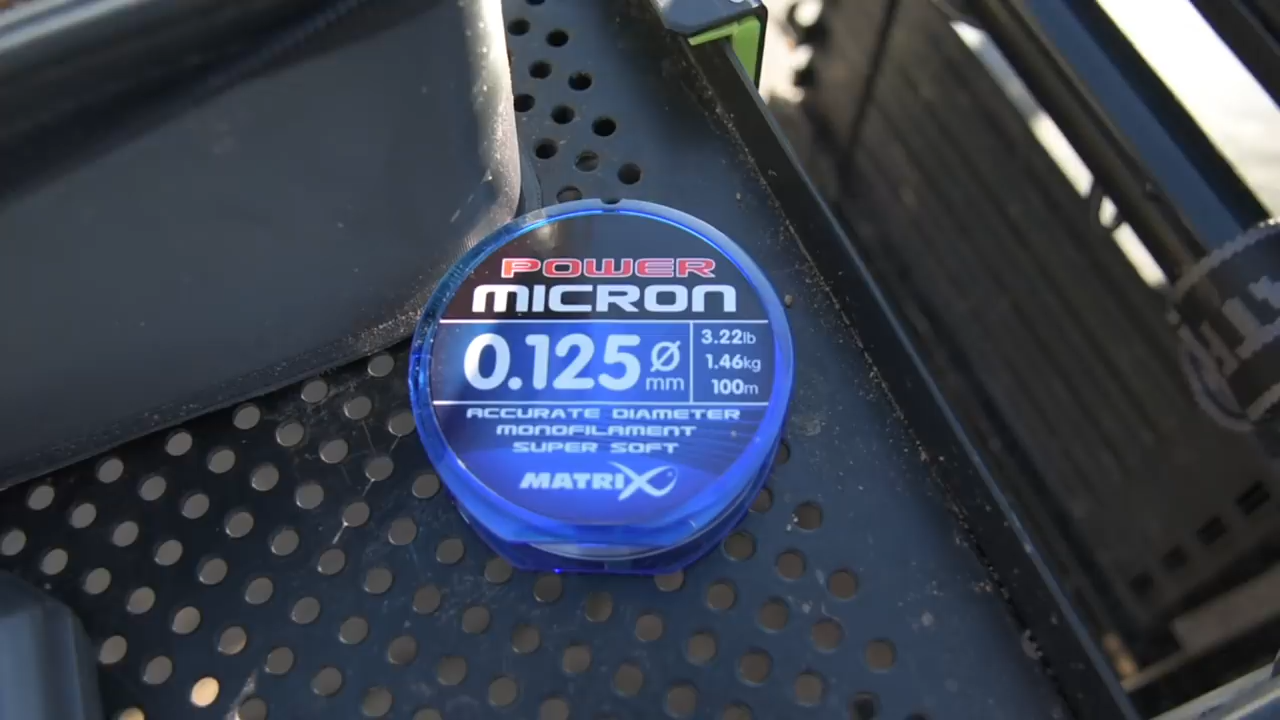 POWER
MICRON
0.125 Ø mm
3.22lb
1.46kg
100m
ACCURATE DIAMETER
MONOFILAMENT
SUPER SOFT
MATRIX